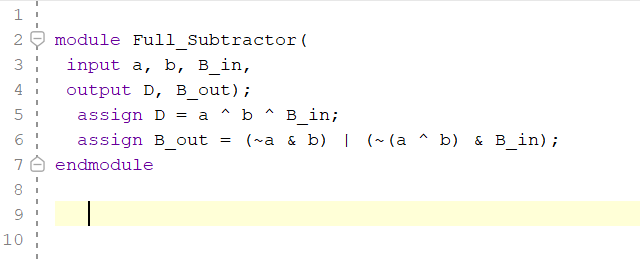 1
2 module Full_Subtractor(
3 input a, b, B_in,
4 output D, B_out);
5 assign D = a ^ b ^ B_in;
6 assign B_out = (~a & b) | (~(a ^ b) & B_in);
7 endmodule
8
9
10